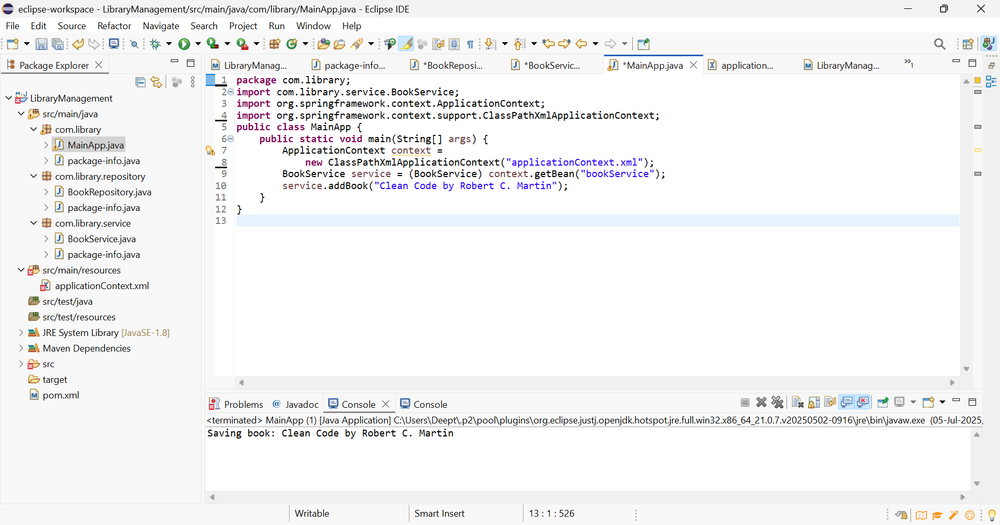 eclipse-workspace - LibraryManagement/src/main/java/com/library/MainApp.java - Eclipse IDE
File Edit Source Refactor Navigate Search Project Run Window Help
Package Explorer
LibraryManag... package-info... *BookReposi... *BookServic... *MainApp.java application... LibraryManag... »1
LibraryManagement
src/main/java
com.library
MainApp.java
package-info.java
com.library.repository
BookRepository.java
package-info.java
com.library.service
BookService.java
package-info.java
src/main/resources
applicationContext.xml
src/test/java
src/test/resources
JRE System Library [JavaSE-1.8]
Maven Dependencies
src
target
pom.xml
1 package com.library;
2 import com.library.service.BookService;
3 import org.springframework.context.ApplicationContext;
4 import org.springframework.context.support.ClassPathXmlApplicationContext;
5 public class MainApp {
6     public static void main(String[] args) {
7         ApplicationContext context =
8             new ClassPathXmlApplicationContext("applicationContext.xml");
9         BookService service = (BookService) context.getBean("bookService");
10         service.addBook("Clean Code by Robert C. Martin");
11     }
12 }
13
Problems @ Javadoc Console Console
<terminated> MainApp (1) [Java Application] C:\Users\Deept\.p2\pool\plugins\org.eclipse.justj.openjdk.hotspot.jre.full.win32.x86_64_21.0.7.v20250502-0916\jre\bin\javaw.exe (05-Jul-2025,
Saving book: Clean Code by Robert C. Martin
Writable Smart Insert 13 : 1 : 526